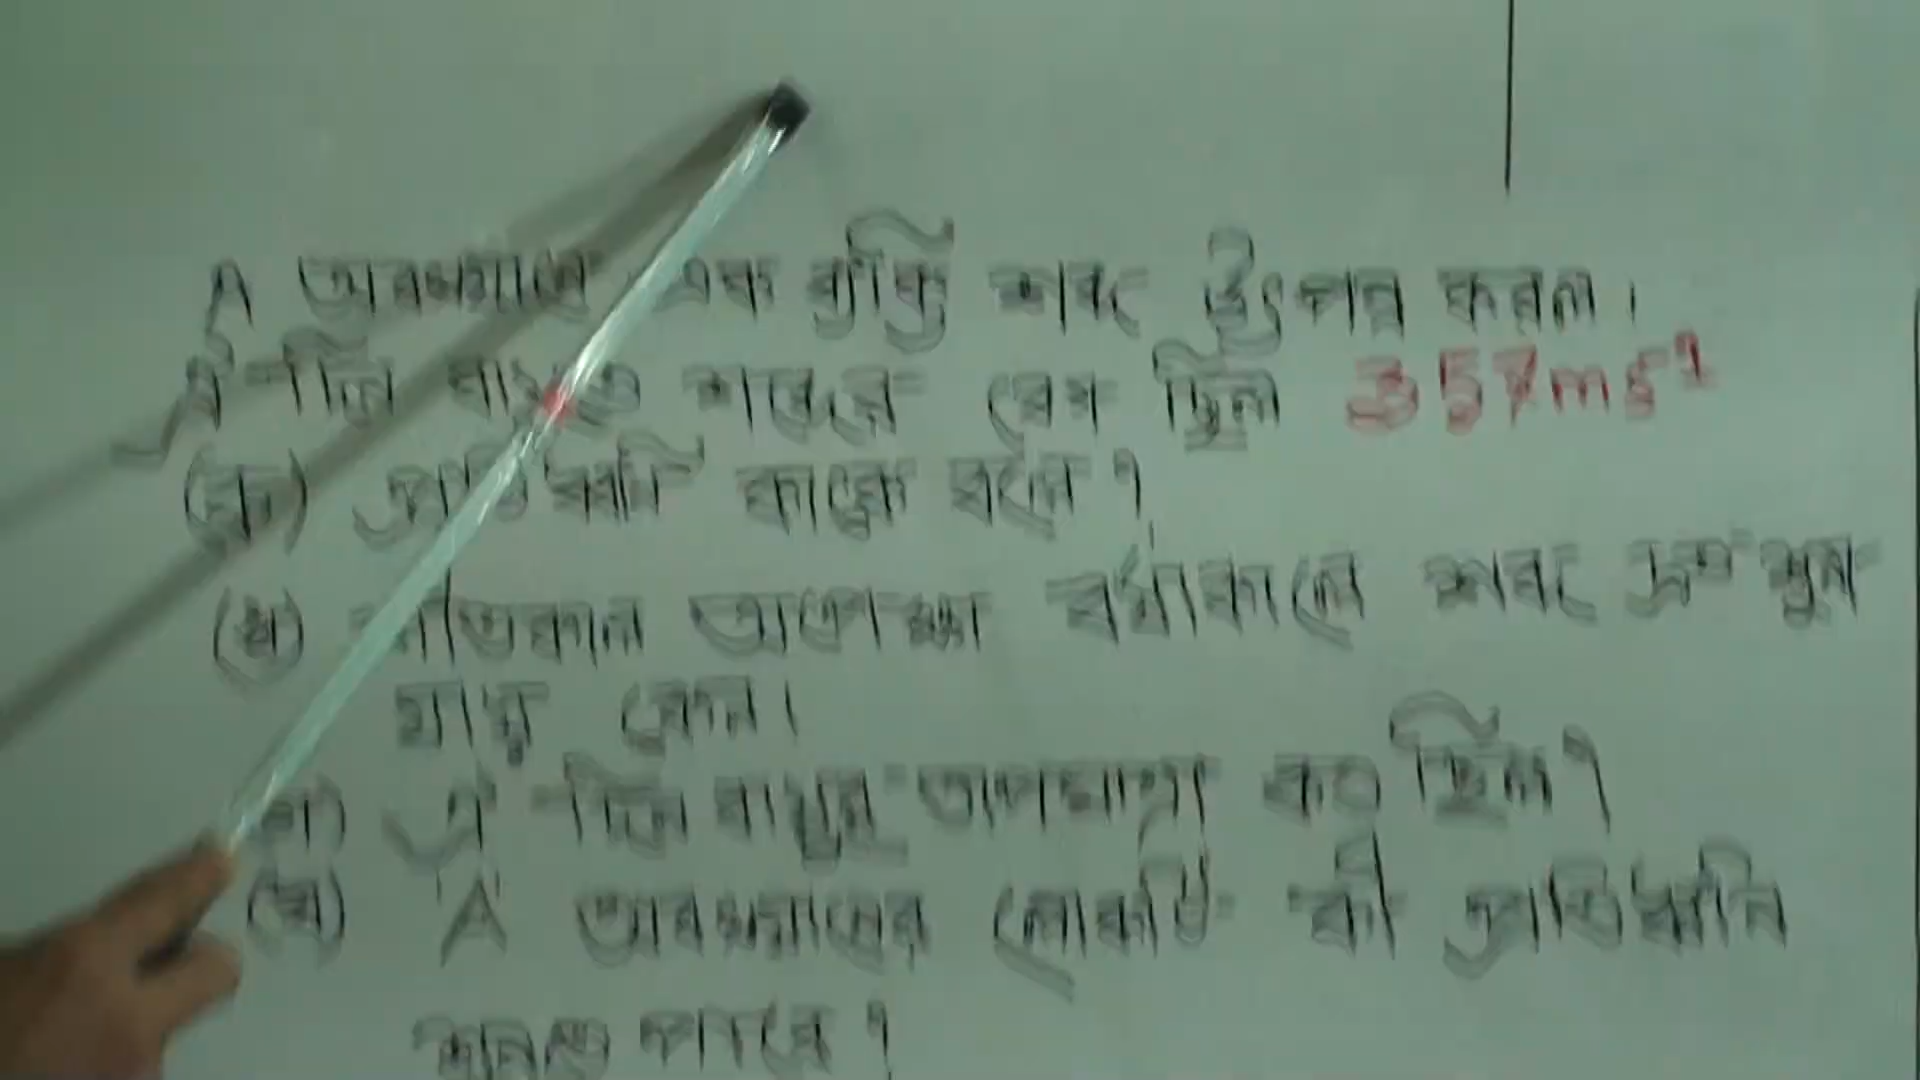 A অবস্থানে এক ব্যক্তি শব্দ উৎপন্ন করল।
ঐ দিন বায়ুতে শব্দের বেগ ছিল 357ms⁻¹
(ক) প্রতিধ্বনি কাকে বলে?
(খ) শীতকাল অপেক্ষা বর্ষাকালে শব্দ দ্রুত শুনা
যায় কেন।
(গ) ঐ দিন বায়ুর তাপমাত্রা কত ছিল?
(ঘ) 'A' অবস্থানের লোকটি কী প্রতিধ্বনি
শুনতে পাবে?